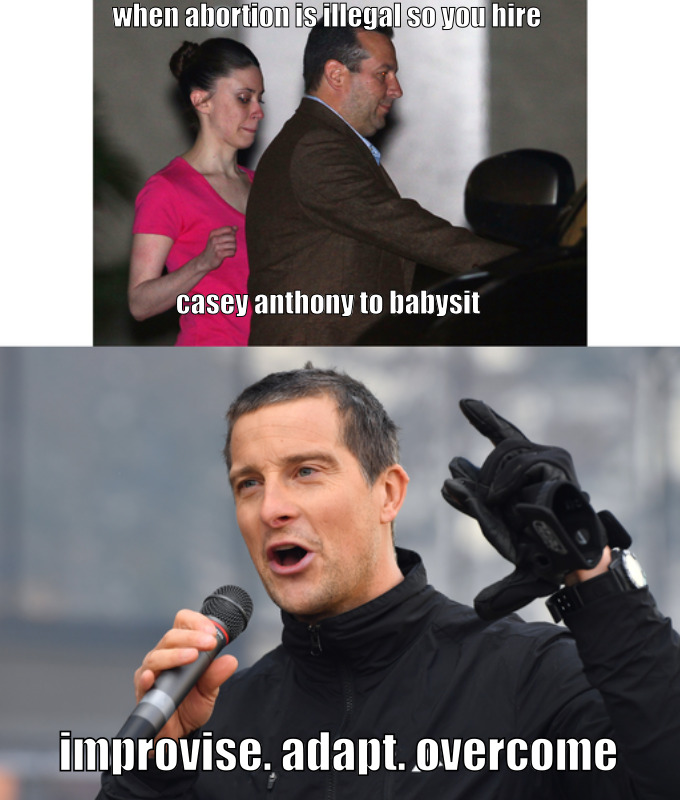 when abortion is illegal so you hire
casey anthony to babysit
improvise. adapt. overcome